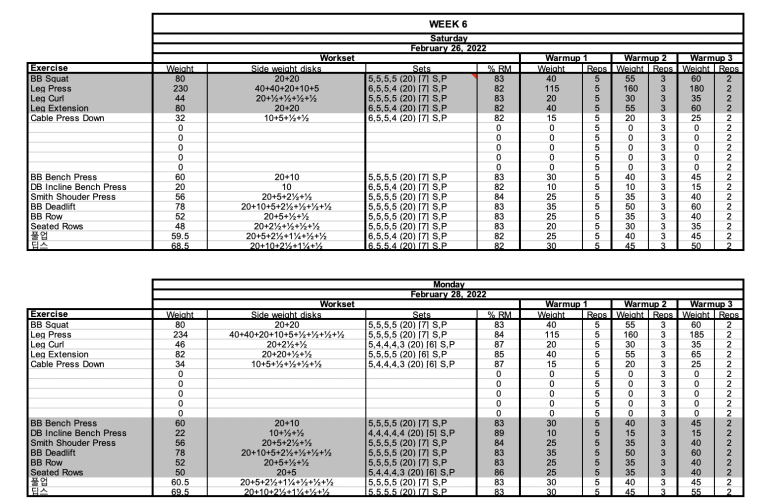 WEEK 6
Saturday
February 26, 2022
Workset Warmup 1 Warmup 2 Warmup 3
Exercise Weight Side weight disks Sets % RM Weight Reps Weight Reps Weight Reps
BB Squat 80 20+20 5,5,5,5 (20) [7] S,P 83 40 5 55 3 60 2
Leg Press 230 40+40+20+10+5 6,5,5,4 (20) [7] S,P 82 115 5 160 3 180 2
Leg Curl 44 20+½+½+½+½ 5,5,5,5 (20) [7] S,P 83 20 5 30 3 35 2
Leg Extension 80 20+20 6,5,5,4 (20) [7] S,P 82 40 5 55 3 60 2
Cable Press Down 32 10+5+½+½ 6,5,5,4 (20) [7] S,P 82 15 5 20 3 25 2
0 0 0 5 0 3 0 2
0 0 0 5 0 3 0 2
0 0 0 5 0 3 0 2
0 0 0 5 0 3 0 2
0 0 0 5 0 3 0 2
BB Bench Press 60 20+10 5,5,5,5 (20) [7] S,P 83 30 5 40 3 45 2
DB Incline Bench Press 20 10 6,5,5,4 (20) [7] S,P 82 10 5 10 3 15 2
Smith Shouder Press 56 20+5+2½+½ 5,5,5,5 (20) [7] S,P 84 25 5 35 3 40 2
BB Deadlift 78 20+10+5+2½+½+½+½ 5,5,5,5 (20) [7] S,P 83 35 5 50 3 60 2
BB Row 52 20+5+½+½ 5,5,5,5 (20) [7] S,P 83 25 5 35 3 40 2
Seated Rows 48 20+2½+½+½+½ 5,5,5,5 (20) [7] S,P 83 20 5 30 3 35 2
풀업 59.5 20+5+2½+1¼+½+½ 6,5,5,4 (20) [7] S,P 82 25 5 40 3 45 2
딥스 68.5 20+10+2½+1¼+½ 6,5,5,4 (20) [7] S,P 82 30 5 45 3 50 2
Monday
February 28, 2022
Workset Warmup 1 Warmup 2 Warmup 3
Exercise Weight Side weight disks Sets % RM Weight Reps Weight Reps Weight Reps
BB Squat 80 20+20 5,5,5,5 (20) [7] S,P 83 40 5 55 3 60 2
Leg Press 234 40+40+20+10+5+½+½+½+½ 5,5,5,5 (20) [7] S,P 84 115 5 160 3 185 2
Leg Curl 46 20+2½+½ 5,4,4,4,3 (20) [6] S,P 87 20 5 30 3 35 2
Leg Extension 82 20+20+½+½ 5,5,5,5 (20) [6] S,P 85 40 5 55 3 65 2
Cable Press Down 34 10+5+½+½+½+½ 5,4,4,4,3 (20) [6] S,P 87 15 5 20 3 25 2
0 0 0 5 0 3 0 2
0 0 0 5 0 3 0 2
0 0 0 5 0 3 0 2
0 0 0 5 0 3 0 2
0 0 0 5 0 3 0 2
BB Bench Press 60 20+10 5,5,5,5 (20) [7] S,P 83 30 5 40 3 45 2
DB Incline Bench Press 22 10+½+½ 4,4,4,4,4 (20) [5] S,P 89 10 5 15 3 15 2
Smith Shouder Press 56 20+5+2½+½ 5,5,5,5 (20) [7] S,P 84 25 5 35 3 40 2
BB Deadlift 78 20+10+5+2½+½+½+½ 5,5,5,5 (20) [7] S,P 83 35 5 50 3 60 2
BB Row 52 20+5+½+½ 5,5,5,5 (20) [7] S,P 83 25 5 35 3 40 2
Seated Rows 50 20+5 5,4,4,4,3 (20) [6] S,P 86 25 5 35 3 40 2
풀업 60.5 20+5+2½+1¼+½+½+½ 5,5,5,5 (20) [7] S,P 83 30 5 40 3 45 2
딥스 69.5 20+10+2½+1¼+½+½ 5,5,5,5 (20) [7] S,P 83 30 5 45 3 55 2